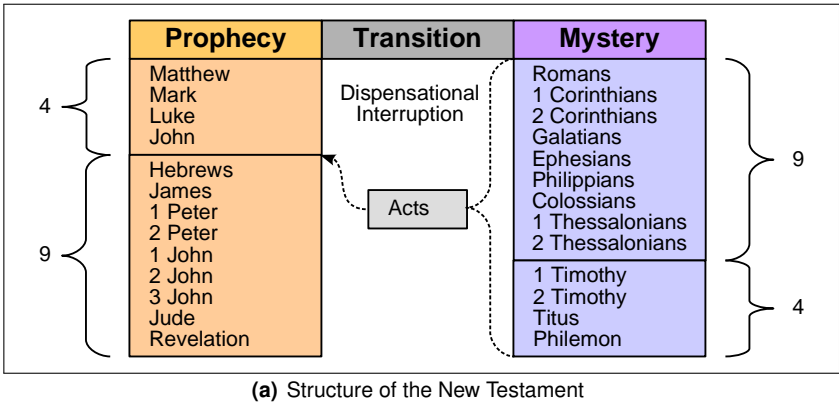 Prophecy
Transition
Mystery
4
Matthew
Mark
Luke
John
9
Hebrews
James
1 Peter
2 Peter
1 John
2 John
3 John
Jude
Revelation
Dispensational
Interruption
Acts
Romans
1 Corinthians
2 Corinthians
Galatians
Ephesians
Philippians
Colossians
1 Thessalonians
2 Thessalonians
9
1 Timothy
2 Timothy
Titus
Philemon
4
(a) Structure of the New Testament